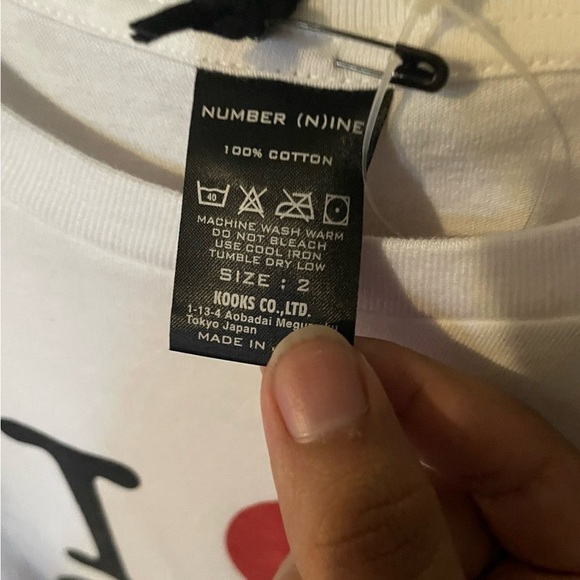 NUMBER (N)INE
100% COTTON
40
MACHINE WASH WARM
DO NOT BLEACH
USE COOL IRON
TUMBLE DRY LOW
SIZE : 2
KOOKS CO.,LTD.
1-13-4 Aobadai
Tokyo Japan
MADE IN
I